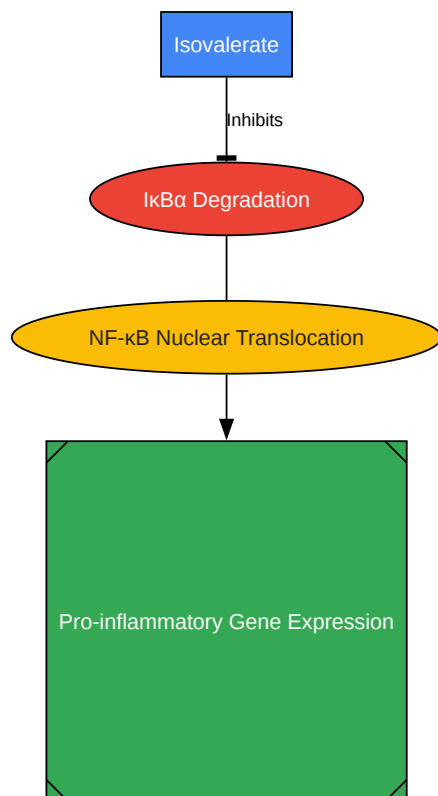 Isovalerate
Inhibits
IκBα Degradation
NF-κB Nuclear Translocation
Pro-inflammatory Gene Expression